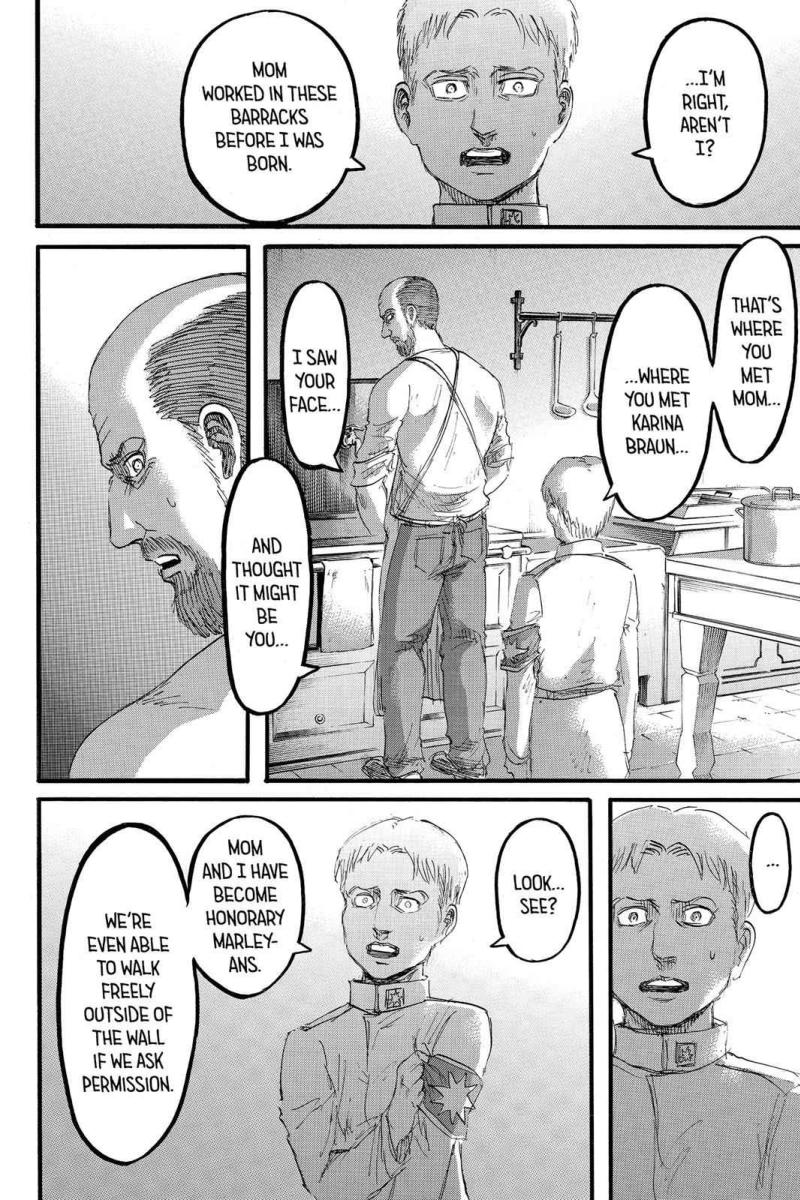 ...I'M
RIGHT,
AREN'T
I?
MOM
WORKED IN THESE
BARRACKS
BEFORE I WAS
BORN.
THAT'S
WHERE
YOU
MET
MOM...
...WHERE
YOU MET
KARINA
BRAUN...
I SAW
YOUR
FACE...
AND
THOUGHT
IT MIGHT
BE
YOU...
...
LOOK...
SEE?
MOM
AND I HAVE
BECOME
HONORARY
MARLEY-
ANS.
WE'RE
EVEN ABLE
TO WALK
FREELY
OUTSIDE OF
THE WALL
IF WE ASK
PERMISSION.